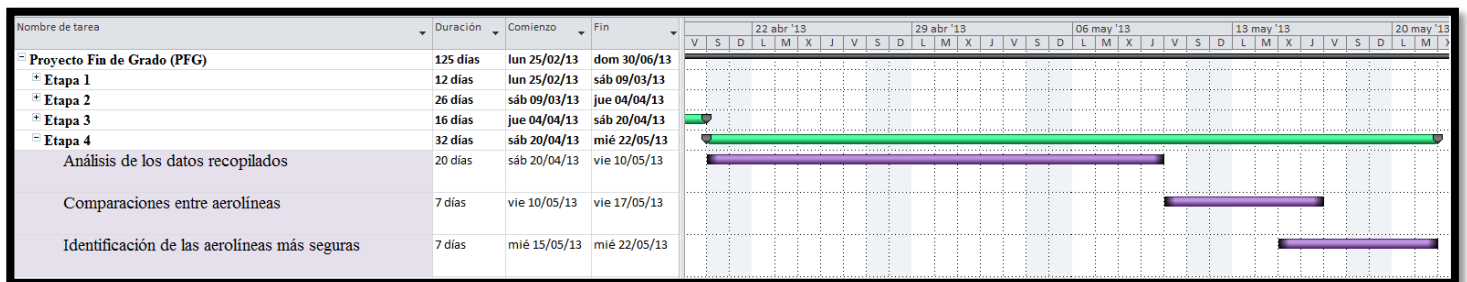 Nombre de tarea Duración Comienzo Fin 22 abr '13 29 abr '13 06 may '13 13 may '13 20 may '13
V S D L M X J V S D L M X J V S D L M X J V S D L M X J V S D L M X
Proyecto Fin de Grado (PFG) 125 días lun 25/02/13 dom 30/06/13
Etapa 1 12 días lun 25/02/13 sáb 09/03/13
Etapa 2 26 días sáb 09/03/13 jue 04/04/13
Etapa 3 16 días jue 04/04/13 sáb 20/04/13
Etapa 4 32 días sáb 20/04/13 mié 22/05/13
Análisis de los datos recopilados 20 días sáb 20/04/13 vie 10/05/13
Comparaciones entre aerolíneas 7 días vie 10/05/13 vie 17/05/13
Identificación de las aerolíneas más seguras 7 días mié 15/05/13 mié 22/05/13